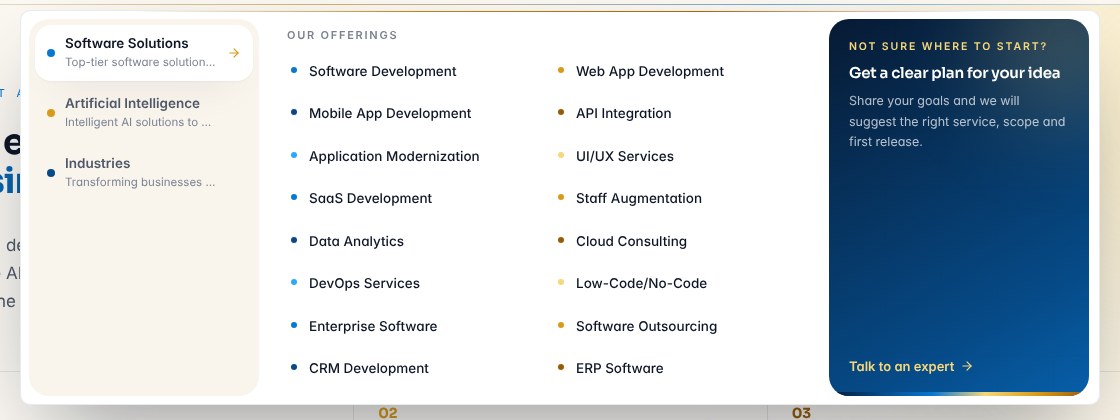 Software Solutions
Top-tier software solution...
Artificial Intelligence
Intelligent AI solutions to ...
Industries
Transforming businesses ...
OUR OFFERINGS
Software Development
Web App Development
Mobile App Development
API Integration
Application Modernization
UI/UX Services
SaaS Development
Staff Augmentation
Data Analytics
Cloud Consulting
DevOps Services
Low-Code/No-Code
Enterprise Software
Software Outsourcing
CRM Development
ERP Software
NOT SURE WHERE TO START?
Get a clear plan for your idea
Share your goals and we will
suggest the right service, scope and
first release.
Talk to an expert →
02
03